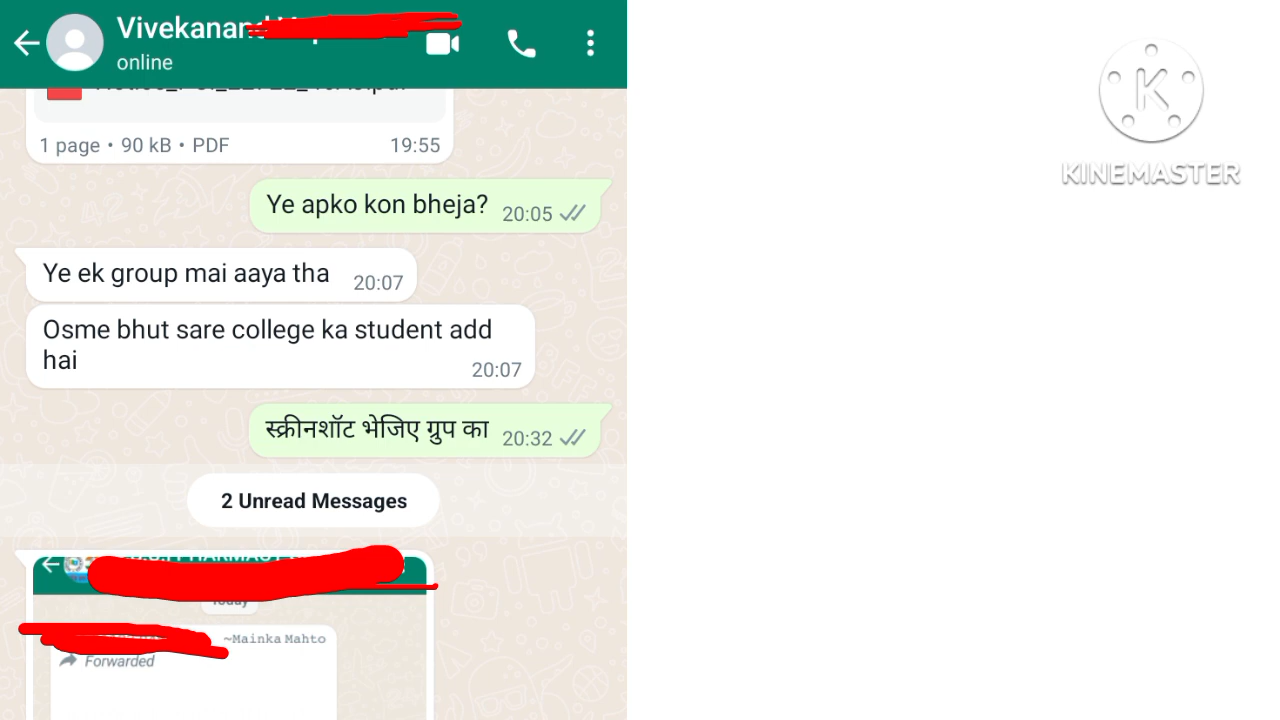 Vivekanand
online
1 page • 90 kB • PDF
19:55
Ye apko kon bheja?
20:05
Ye ek group mai aaya tha
20:07
Osme bhut sare college ka student add
hai
20:07
स्क्रीनशॉट भेजिए ग्रुप का
20:32
2 Unread Messages
Today
~Mainka Mahto
Forwarded
K
KINEMASTER